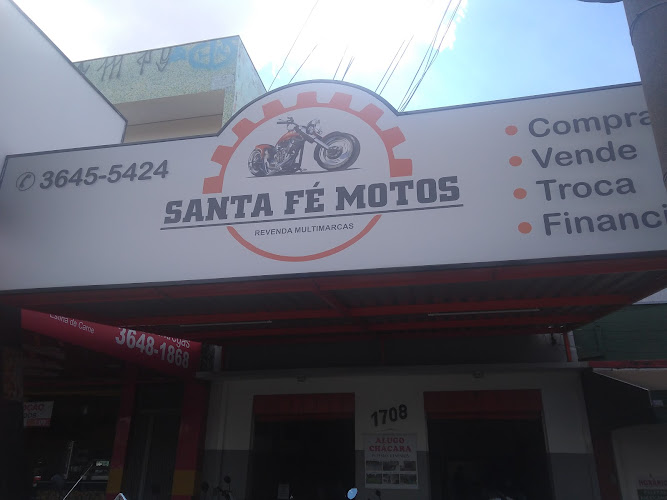 3645-5424
SANTA FÉ MOTOS
REVENDA MULTIMARCAS
• Compra
• Vende
• Troca
• Financi
3648-1868
1708
ALUGO
CHÁCARA